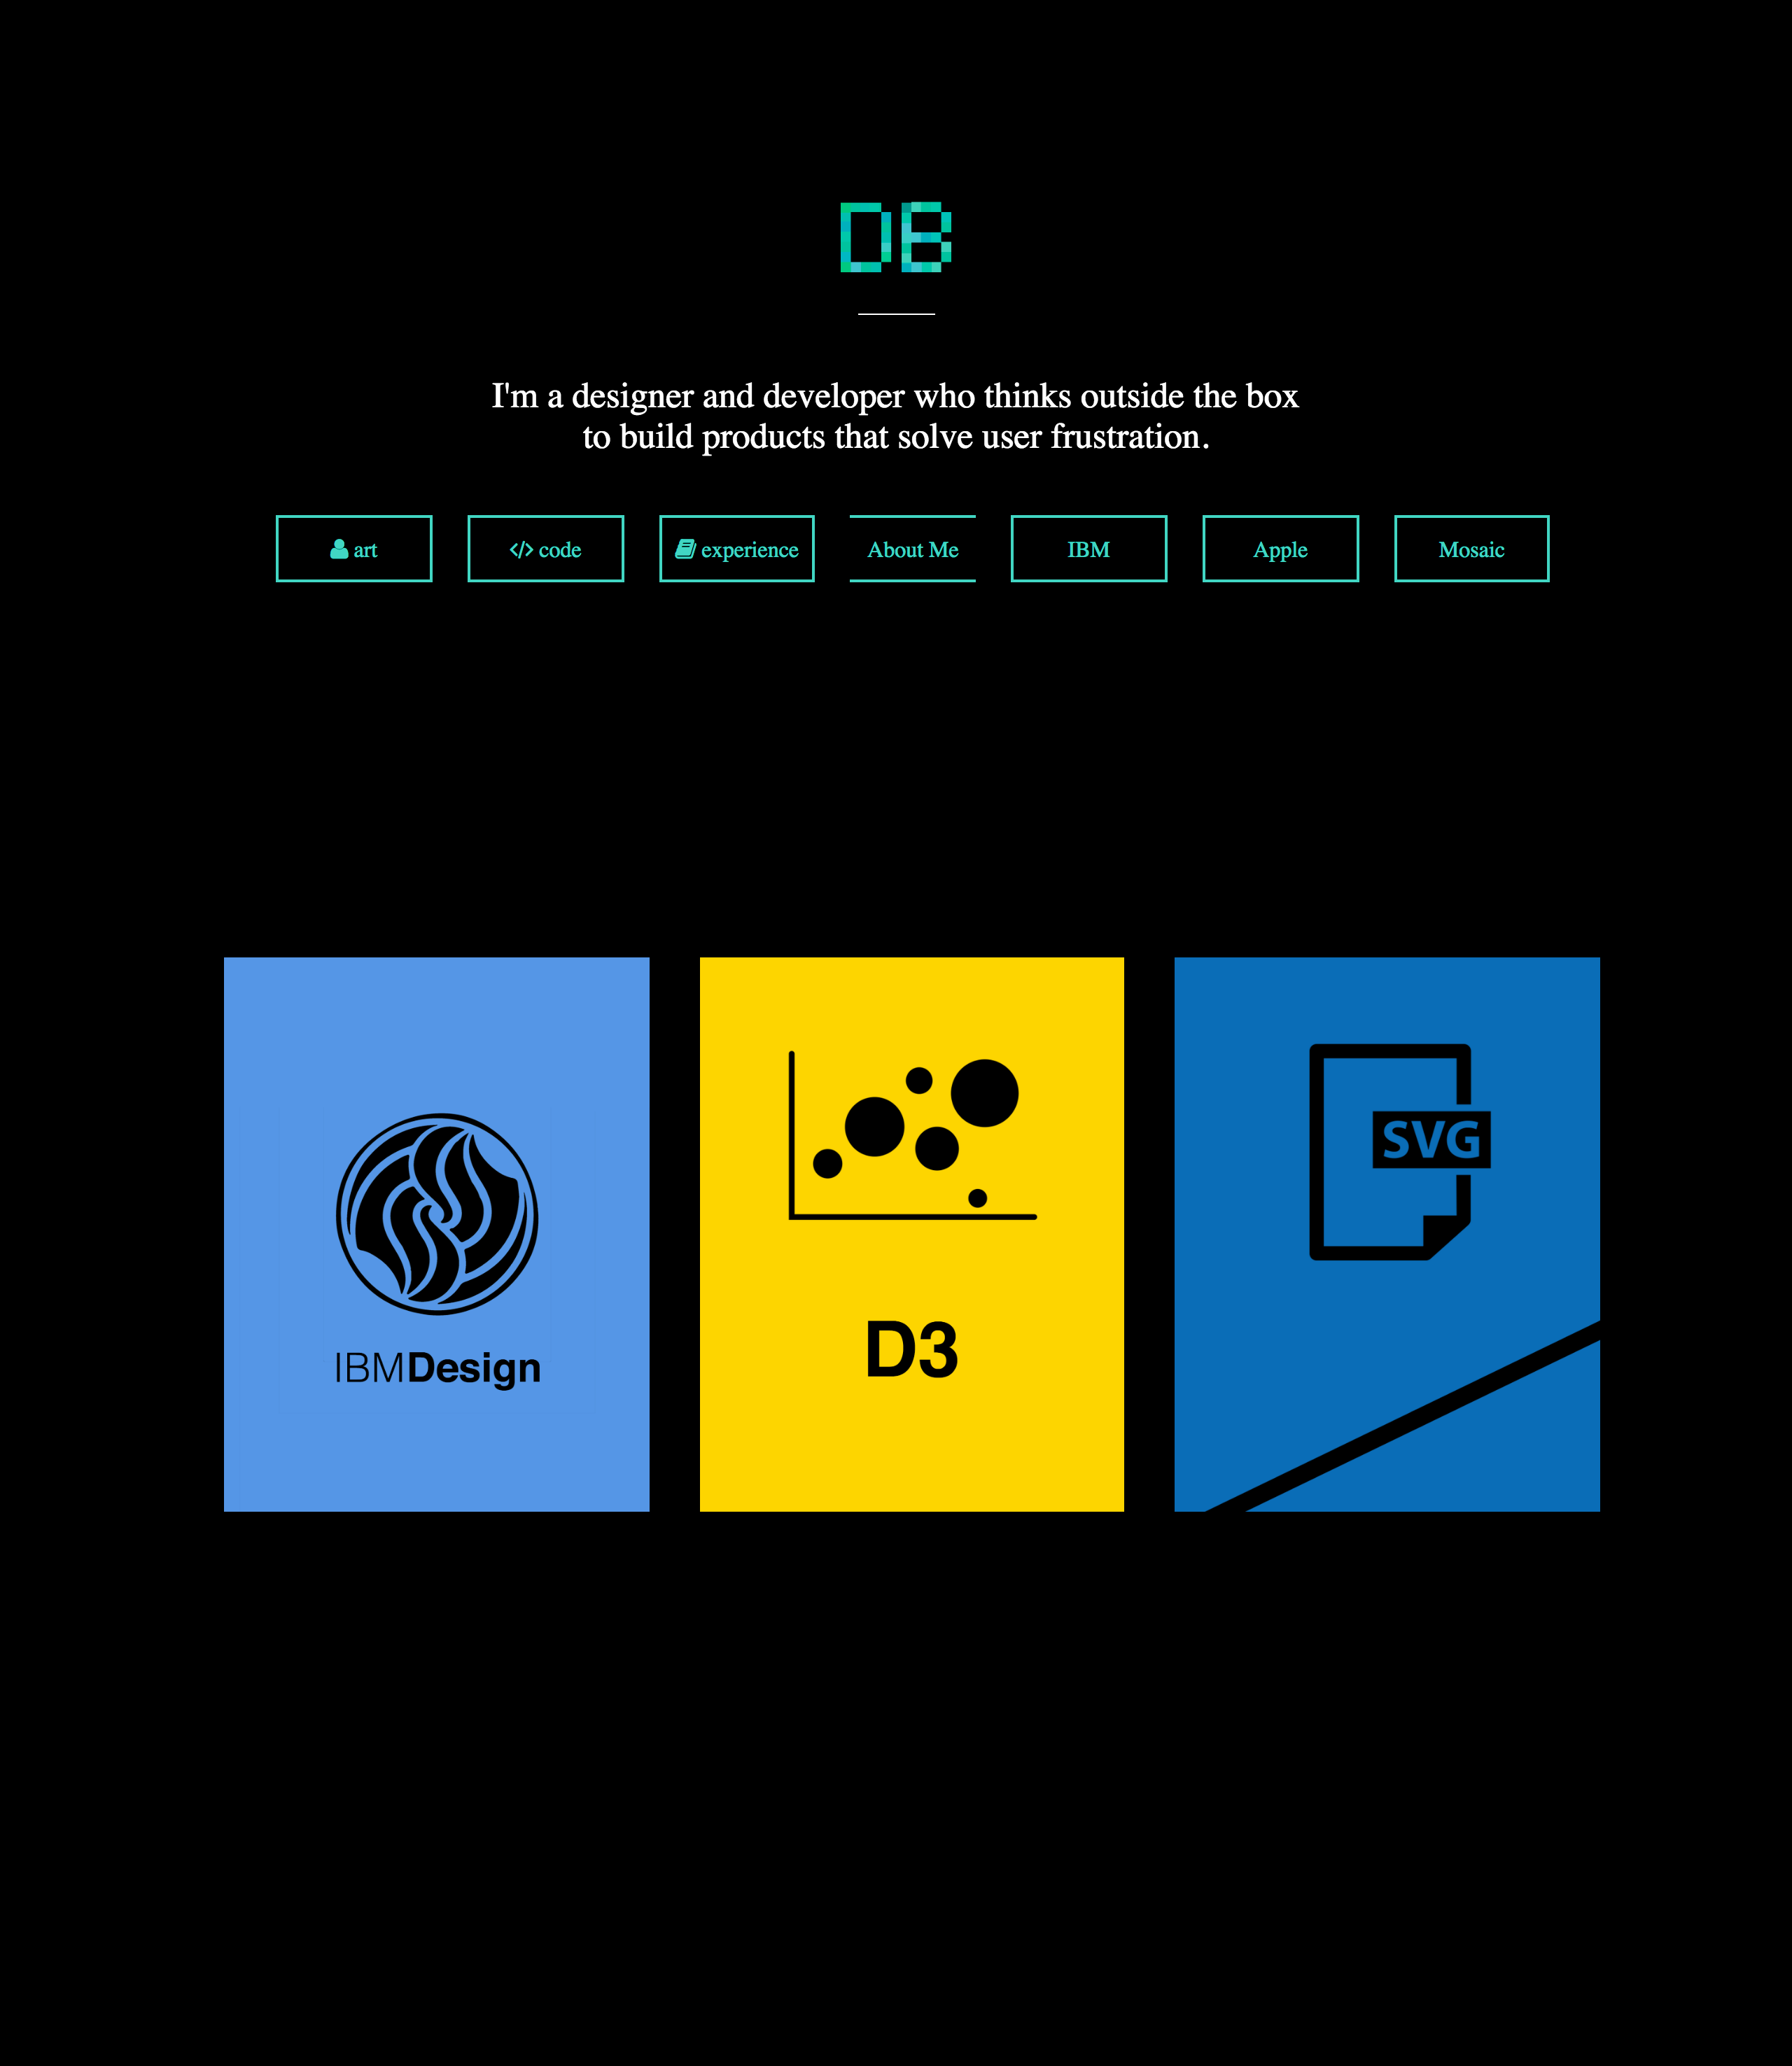 DB
I'm a designer and developer who thinks outside the box
to build products that solve user frustration.
art
code
experience
About Me
IBM
Apple
Mosaic
IBMDesign
D3
SVG